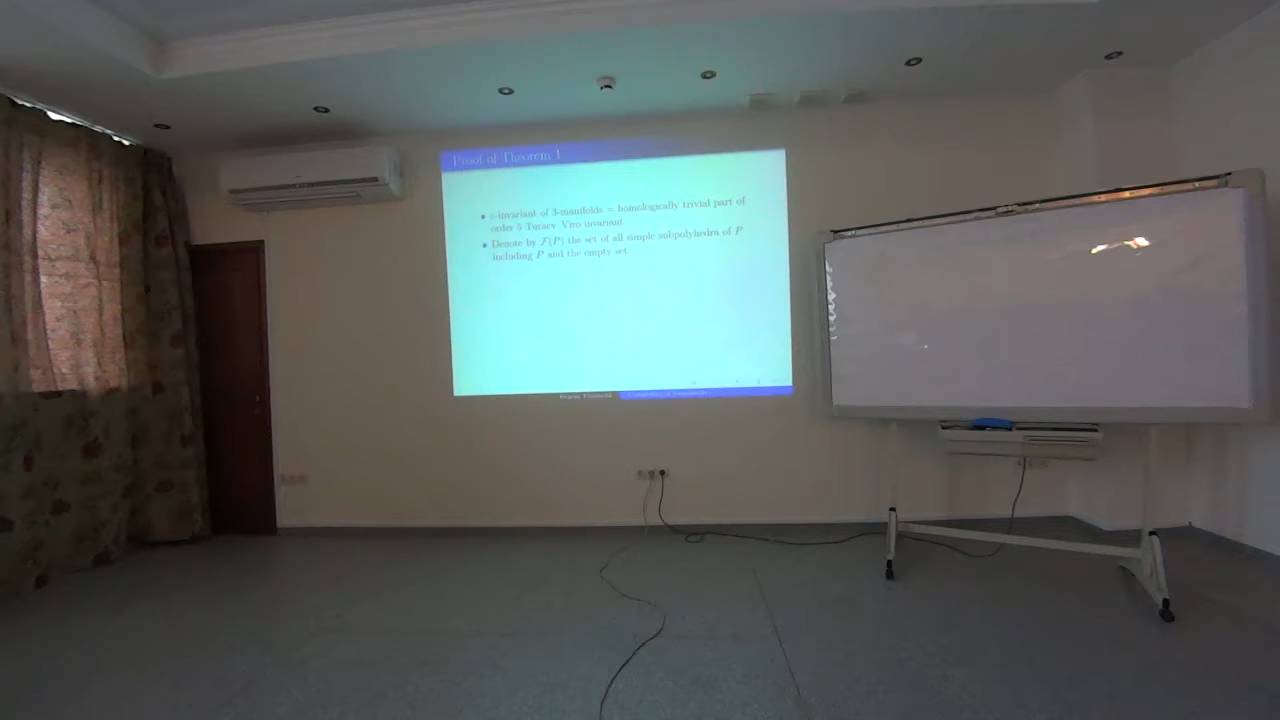 Proof of Theorem 1
• ε-invariant of 3-manifolds = homologically trivial part of
order 5 Turaev–Viro invariant
• Denote by 𝓕(P) the set of all simple subpolyhedra of P
including P and the empty set